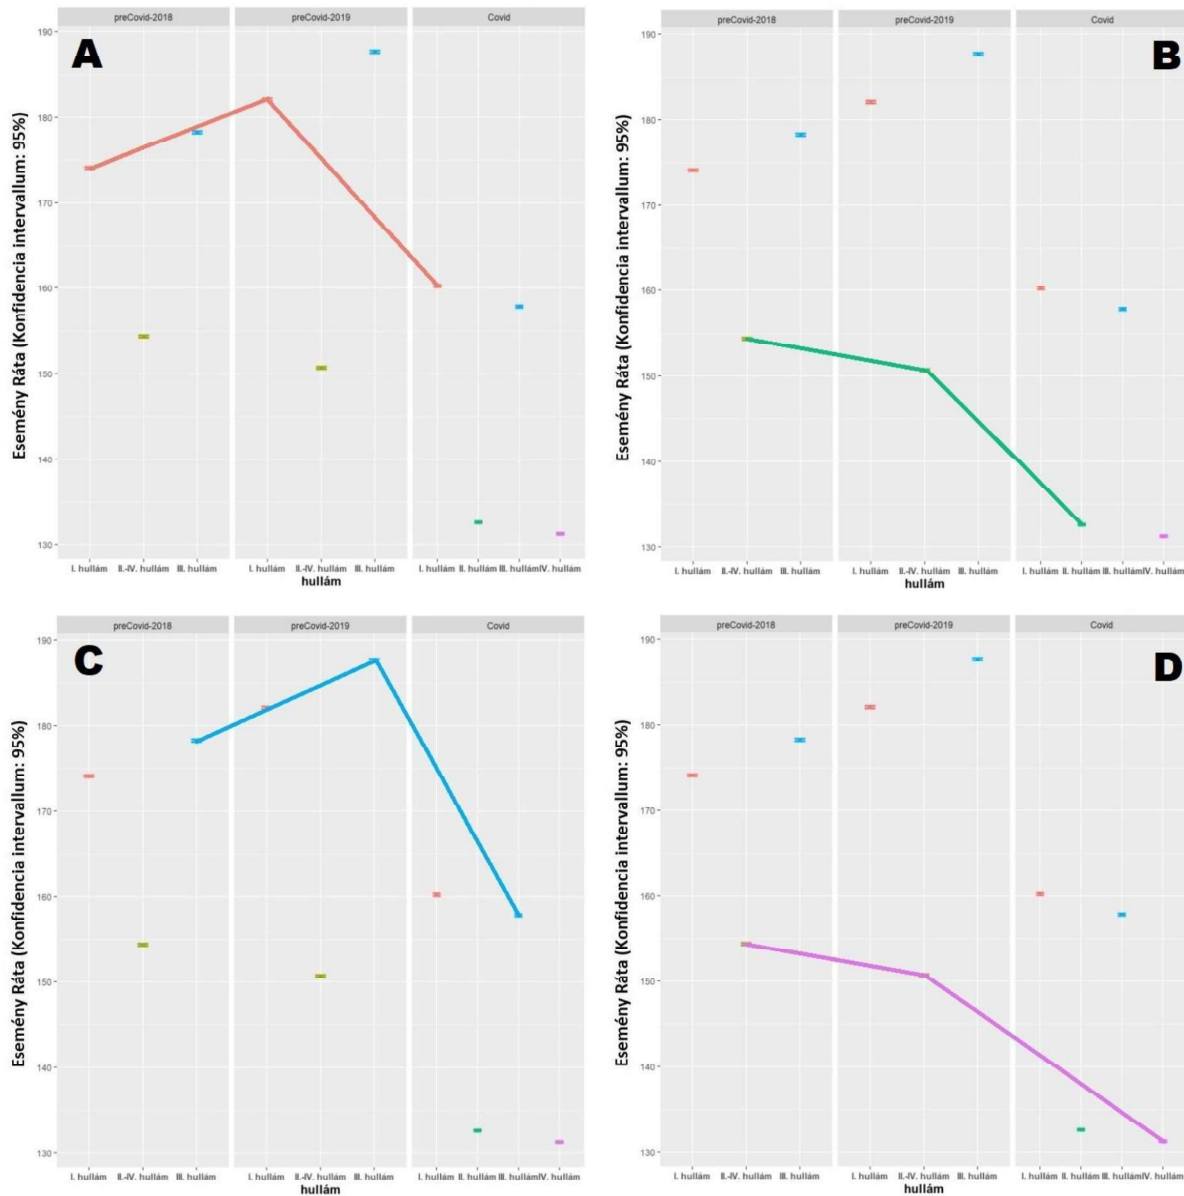 preCovid-2018 preCovid-2019 Covid
A
190
180
170
160
150
140
130
Esemény Ráta (Konfidencia intervallum: 95%)
I. hullám II.-IV. hullám III. hullám I. hullám II.-IV. hullám III. hullám I. hullám II. hullám III. hullám IV. hullám
hullám
preCovid-2018 preCovid-2019 Covid
B
190
180
170
160
150
140
130
Esemény Ráta (Konfidencia intervallum: 95%)
I. hullám II.-IV. hullám III. hullám I. hullám II.-IV. hullám III. hullám I. hullám II. hullám III. hullám IV. hullám
hullám
preCovid-2018 preCovid-2019 Covid
C
190
180
170
160
150
140
130
Esemény Ráta (Konfidencia intervallum: 95%)
I. hullám II.-IV. hullám III. hullám I. hullám II.-IV. hullám III. hullám I. hullám II. hullám III. hullám IV. hullám
hullám
preCovid-2018 preCovid-2019 Covid
D
190
180
170
160
150
140
130
Esemény Ráta (Konfidencia intervallum: 95%)
I. hullám II.-IV. hullám III. hullám I. hullám II.-IV. hullám III. hullám I. hullám II. hullám III. hullám IV. hullám
hullám